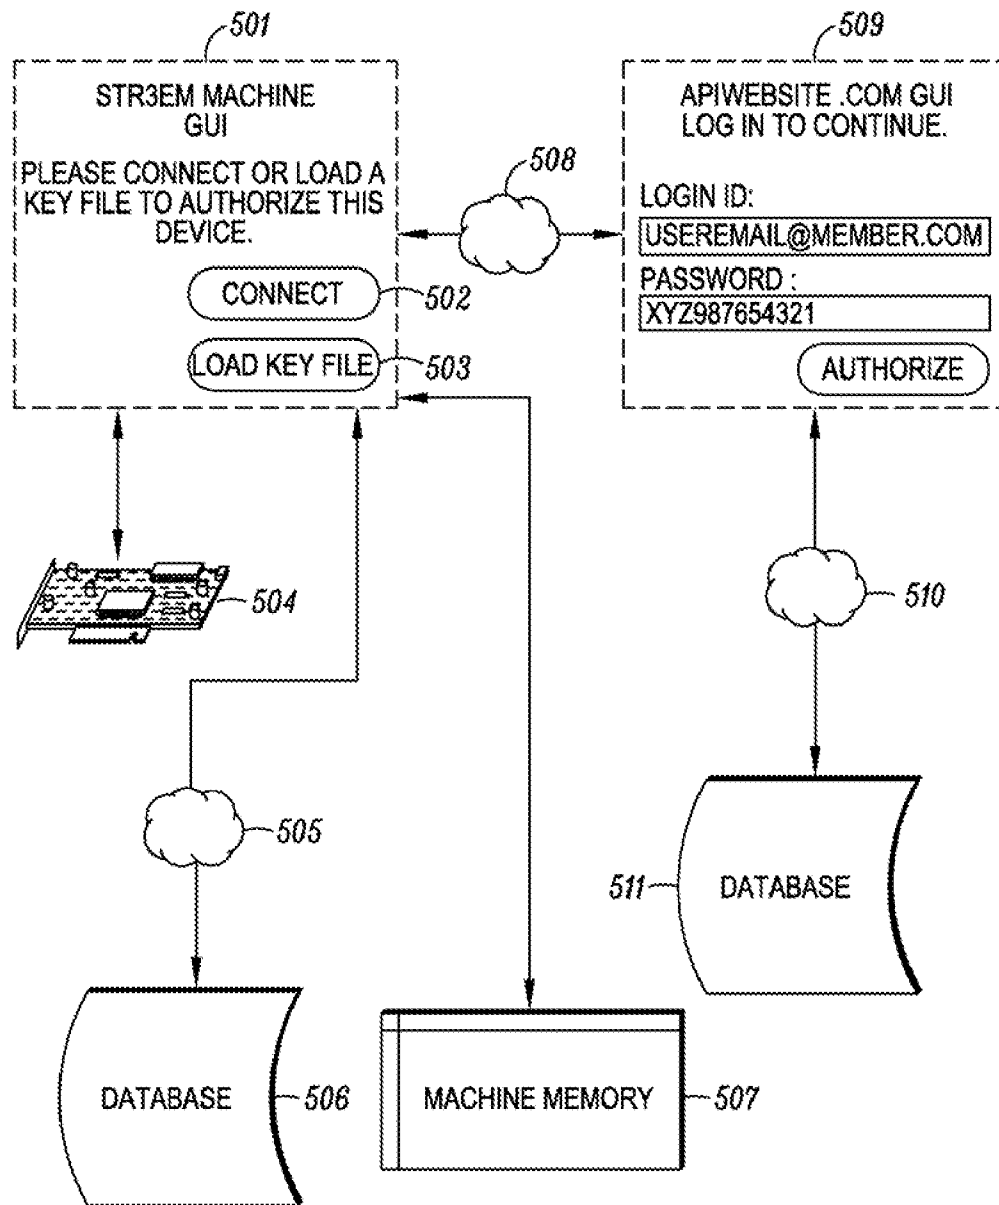 501
STR3EM MACHINE
GUI
PLEASE CONNECT OR LOAD A
KEY FILE TO AUTHORIZE THIS
DEVICE.
CONNECT
502
LOAD KEY FILE
503
508
509
APIWEBSITE .COM GUI
LOG IN TO CONTINUE.
LOGIN ID:
USEREMAIL@MEMBER.COM
PASSWORD :
XYZ987654321
AUTHORIZE
504
510
505
511
DATABASE
DATABASE
506
MACHINE MEMORY
507